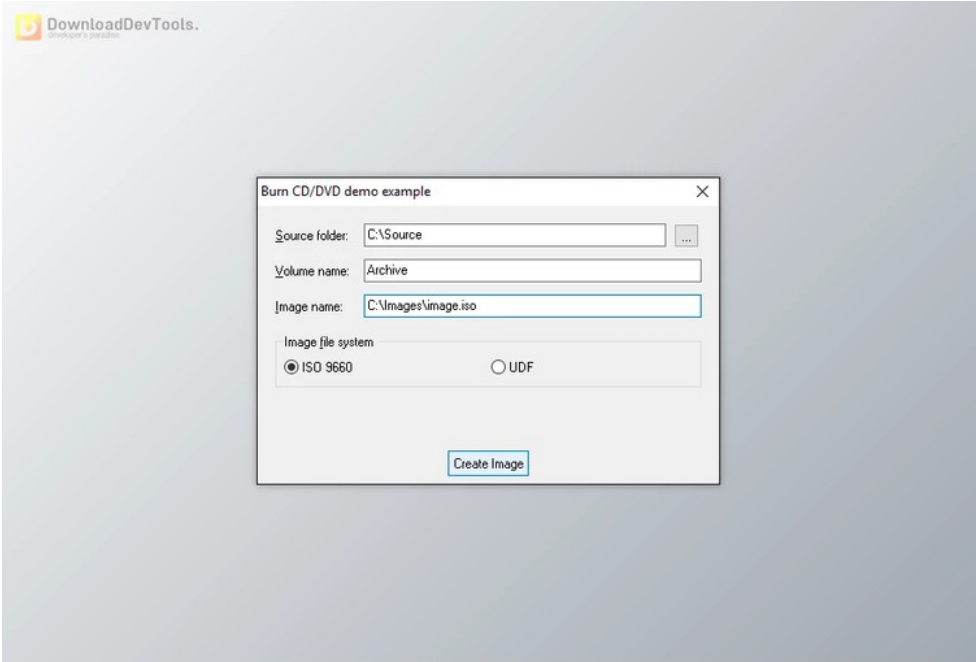 DownloadDevTools.
developer's paradise
Burn CD/DVD demo example
Source folder: C:\Source ...
Volume name: Archive
Image name: C:\Images\image.iso
Image file system
ISO 9660 UDF
Create Image